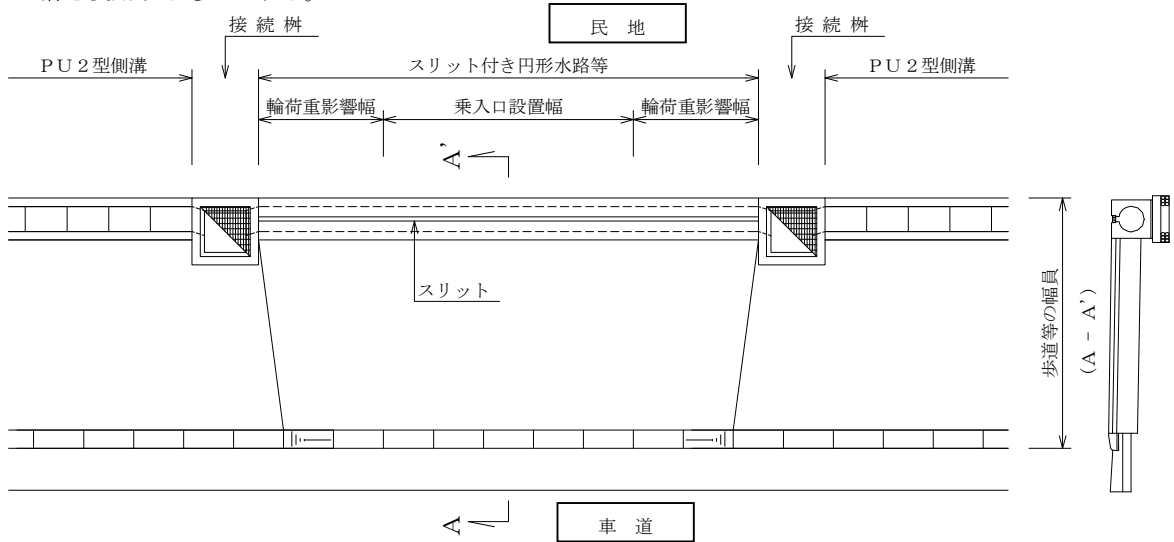 接 続 桝
民 地
接 続 桝
PU2型側溝
スリット付き円形水路等
PU2型側溝
輪荷重影響幅
乗入口設置幅
輪荷重影響幅
A'
スリット
歩道等の幅員
(A - A')
A
車 道